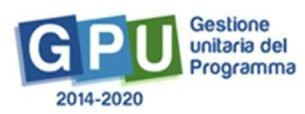 GPU
Gestione
unitaria del
Programma
2014-2020